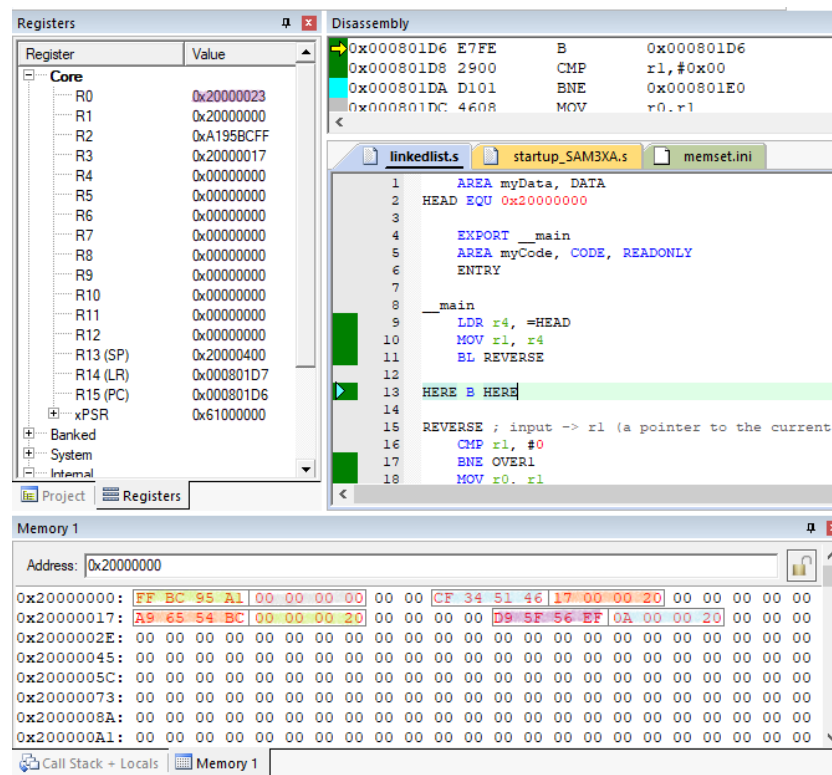 Registers
Register Value
Core
R0 0x20000023
R1 0x20000000
R2 0xA195BCFF
R3 0x20000017
R4 0x00000000
R5 0x00000000
R6 0x00000000
R7 0x00000000
R8 0x00000000
R9 0x00000000
R10 0x00000000
R11 0x00000000
R12 0x00000000
R13 (SP) 0x20000400
R14 (LR) 0x000801D7
R15 (PC) 0x000801D6
xPSR 0x61000000
Banked
System
Internal
Project Registers
Disassembly
0x000801D6 E7FE B 0x000801D6
0x000801D8 2900 CMP r1,#0x00
0x000801DA D101 BNE 0x000801E0
0x000801DC 4608 MOV r0,r1
linkedlist.s startup_SAM3XA.s memset.ini
1 AREA myData, DATA
2 HEAD EQU 0x20000000
3
4 EXPORT __main
5 AREA myCode, CODE, READONLY
6 ENTRY
7
8 __main
9 LDR r4, =HEAD
10 MOV r1, r4
11 BL REVERSE
12
13 HERE B HERE
14
15 REVERSE ; input -> r1 (a pointer to the current
16 CMP r1, #0
17 BNE OVER1
18 MOV r0, r1
Memory 1
Address: 0x20000000
0x20000000: FF BC 95 A1 00 00 00 00 00 00 CF 34 51 46 17 00 00 20 00 00 00 00 00
0x20000017: A9 65 54 BC 00 00 00 20 00 00 00 00 D9 5F 56 EF 0A 00 00 20 00 00 00
0x2000002E: 00 00 00 00 00 00 00 00 00 00 00 00 00 00 00 00 00 00 00 00 00 00 00
0x20000045: 00 00 00 00 00 00 00 00 00 00 00 00 00 00 00 00 00 00 00 00 00 00 00
0x2000005C: 00 00 00 00 00 00 00 00 00 00 00 00 00 00 00 00 00 00 00 00 00 00 00
0x20000073: 00 00 00 00 00 00 00 00 00 00 00 00 00 00 00 00 00 00 00 00 00 00 00
0x2000008A: 00 00 00 00 00 00 00 00 00 00 00 00 00 00 00 00 00 00 00 00 00 00 00
0x200000A1: 00 00 00 00 00 00 00 00 00 00 00 00 00 00 00 00 00 00 00 00 00 00 00
Call Stack + Locals Memory 1